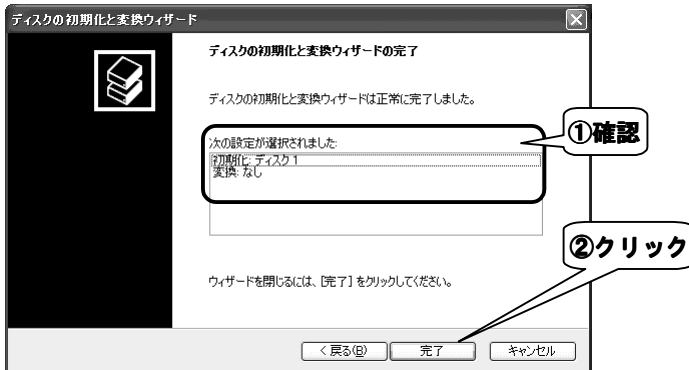 ディスクの初期化と変換ウィザード
ディスクの初期化と変換ウィザードの完了
ディスクの初期化と変換ウィザードは正常に完了しました。
次の設定が選択されました:
初期化: ディスク 1
変換: なし
①確認
②クリック
ウィザードを閉じるには、[完了] をクリックしてください。
< 戻る(B)
完了
キャンセル